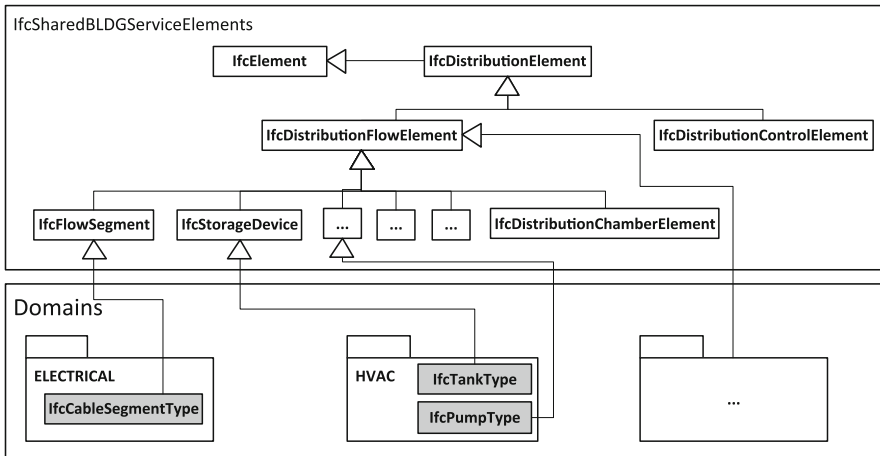 IfcSharedBLDGServiceElements
IfcElement
IfcDistributionElement
IfcDistributionFlowElement
IfcDistributionControlElement
IfcFlowSegment
IfcStorageDevice
...
...
...
IfcDistributionChamberElement
Domains
ELECTRICAL
IfcCableSegmentType
HVAC
IfcTankType
IfcPumpType
...